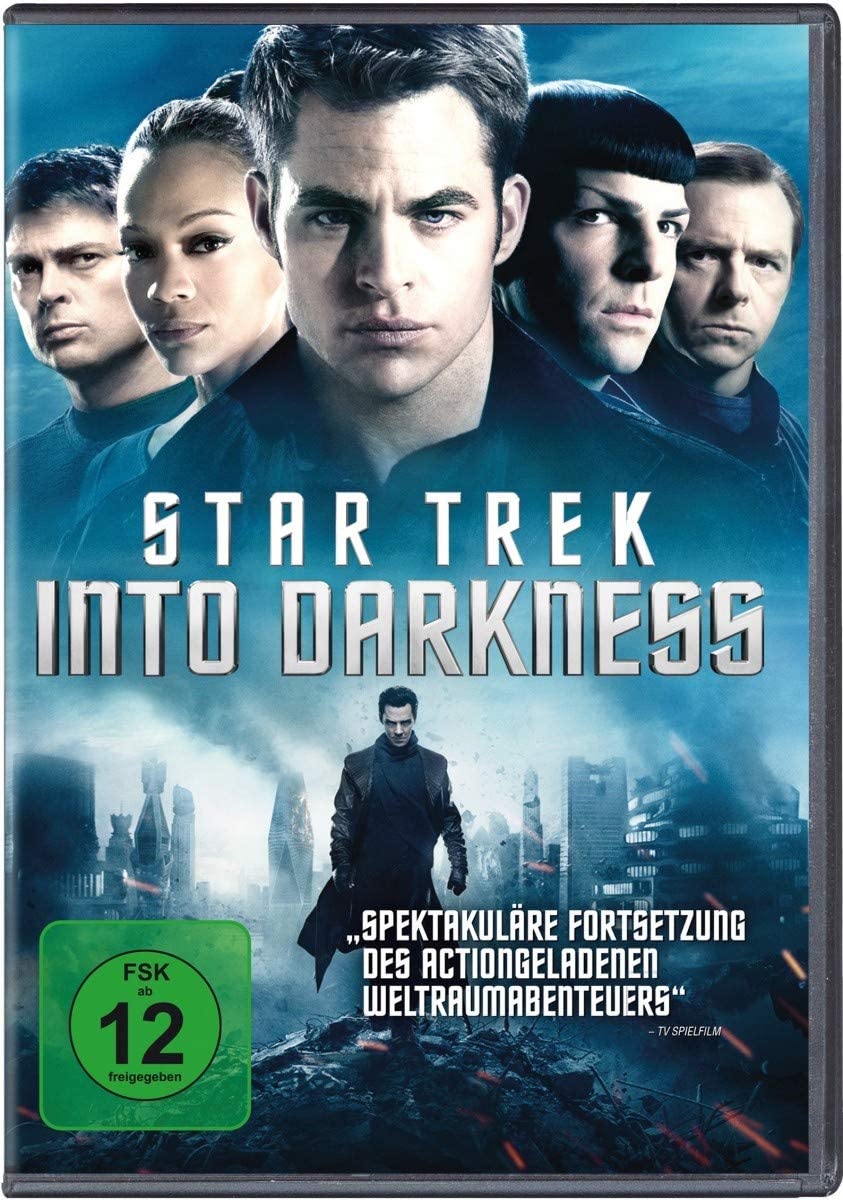 STAR TREK
INTO DARKNESS
„SPEKTAKULÄRE FORTSETZUNG
DES ACTIONGELADENEN
WELTRAUMABENTEUERS“
– TV SPIELFILM
FSK
ab
12
freigegeben